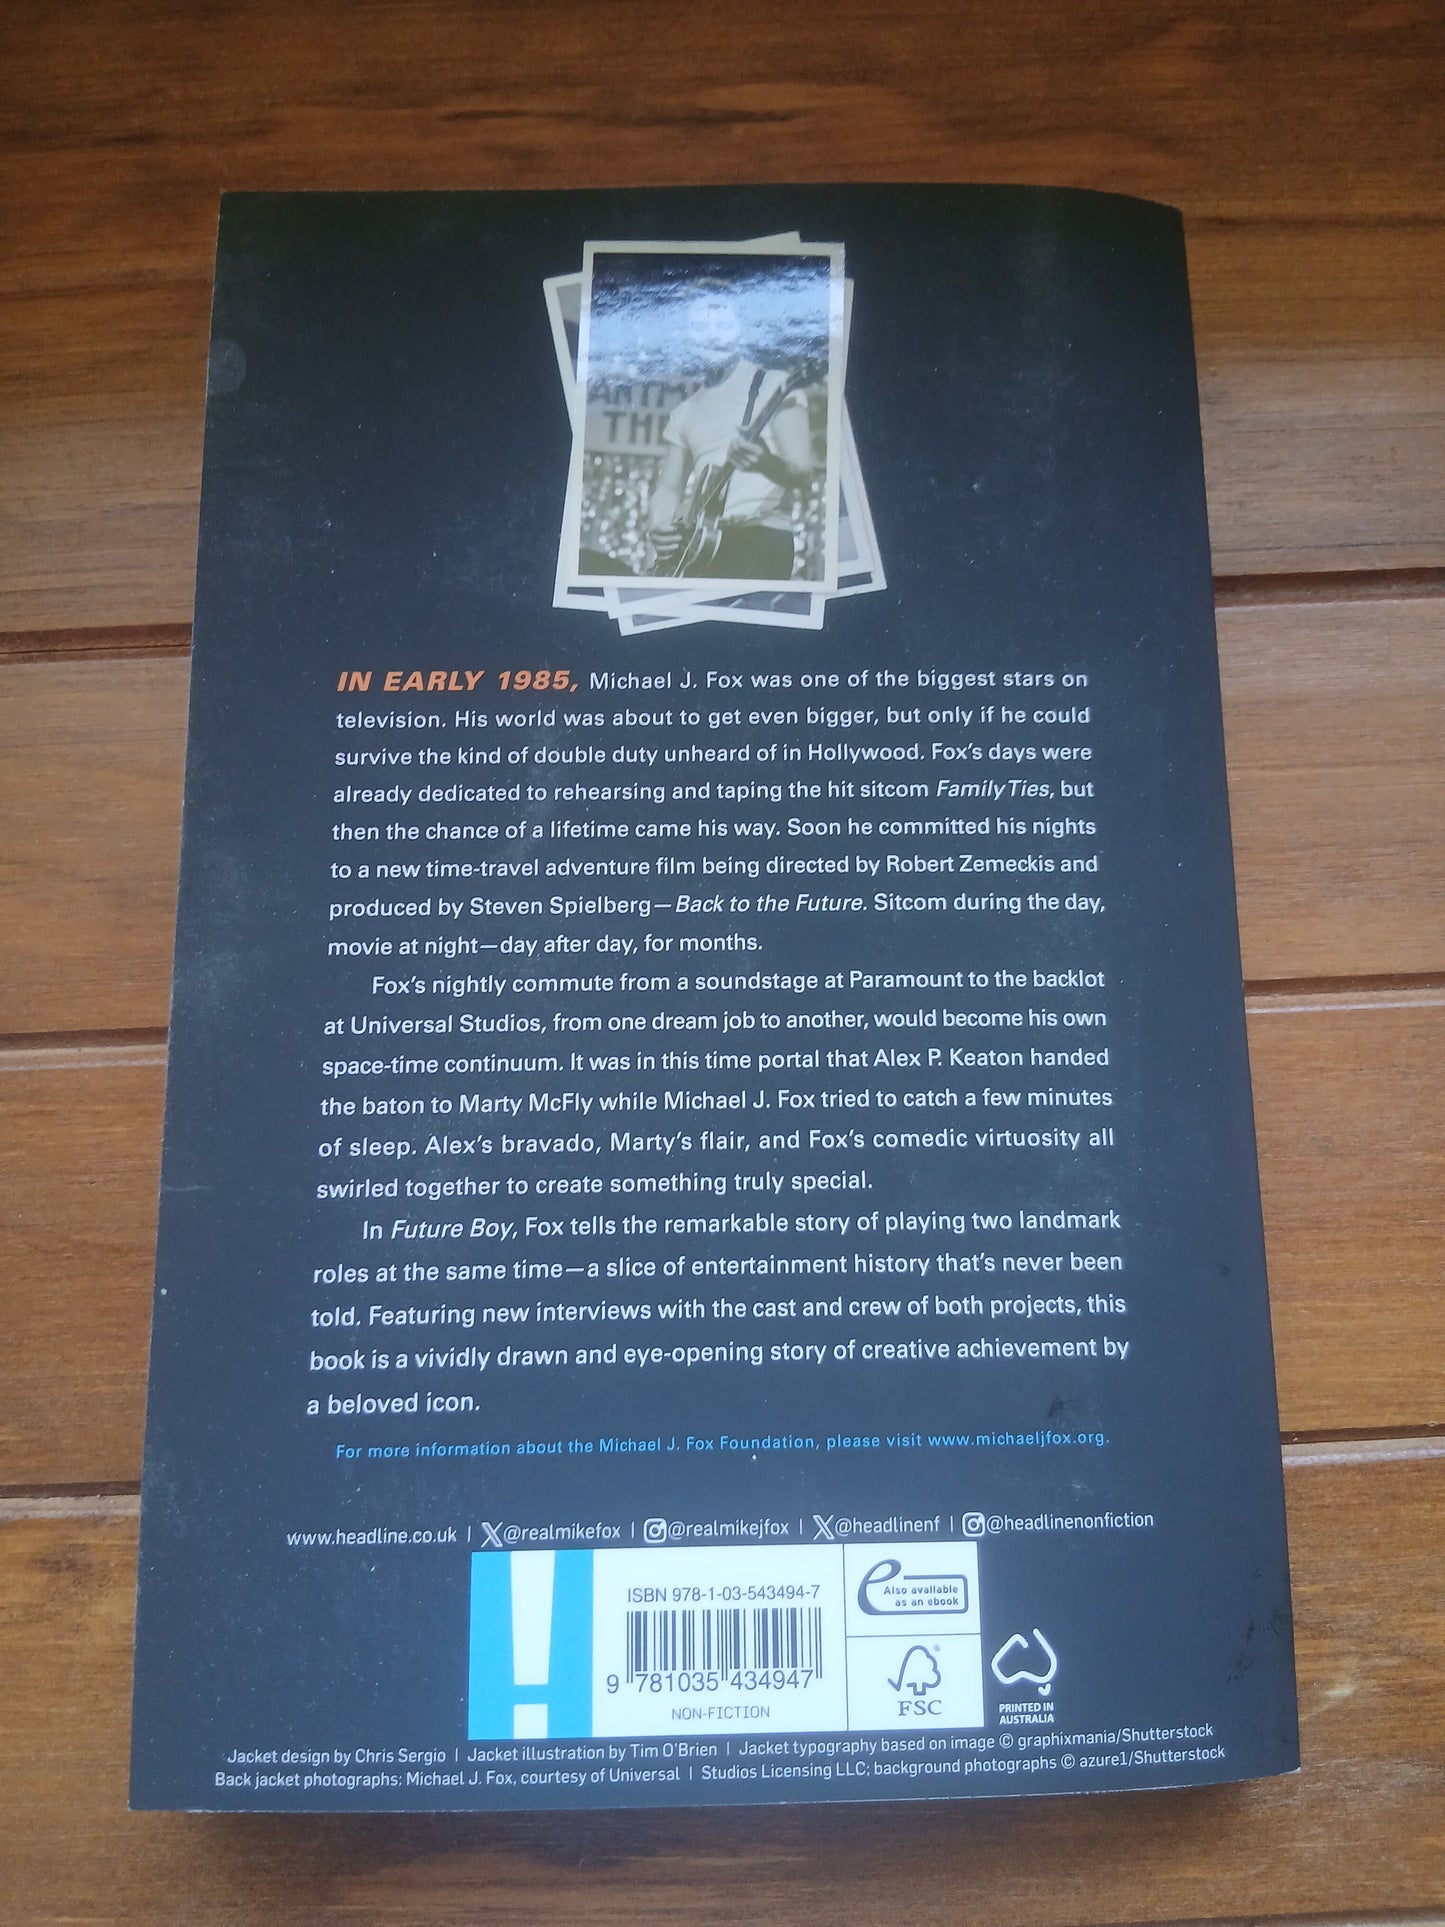 IN EARLY 1985, Michael J. Fox was one of the biggest stars on
television. His world was about to get even bigger, but only if he could
survive the kind of double duty unheard of in Hollywood. Fox's days were
already dedicated to rehearsing and taping the hit sitcom Family Ties, but
then the chance of a lifetime came his way. Soon he committed his nights
to a new time-travel adventure film being directed by Robert Zemeckis and
produced by Steven Spielberg—Back to the Future. Sitcom during the day,
movie at night—day after day, for months.
Fox's nightly commute from a soundstage at Paramount to the backlot
at Universal Studios, from one dream job to another, would become his own
space-time continuum. It was in this time portal that Alex P. Keaton handed
the baton to Marty McFly while Michael J. Fox tried to catch a few minutes
of sleep. Alex's bravado, Marty's flair, and Fox's comedic virtuosity all
swirled together to create something truly special.
In Future Boy, Fox tells the remarkable story of playing two landmark
roles at the same time—a slice of entertainment history that's never been
told. Featuring new interviews with the cast and crew of both projects, this
book is a vividly drawn and eye-opening story of creative achievement by
a beloved icon.
For more information about the Michael J. Fox Foundation, please visit www.michaeljfox.org.
www.headline.co.uk | X@realmikefox | @realmikejfox | X@headlinenf | @headlinenonfiction
ISBN 978-1-03-543494-7
9 781035 434947
NON-FICTION
e
Also available
as an ebook
FSC
PRINTED IN
AUSTRALIA
Jacket design by Chris Sergio | Jacket illustration by Tim O'Brien | Jacket typography based on image © graphixmania/Shutterstock
Back jacket photographs: Michael J. Fox, courtesy of Universal | Studios Licensing LLC; background photographs © azure1/Shutterstock